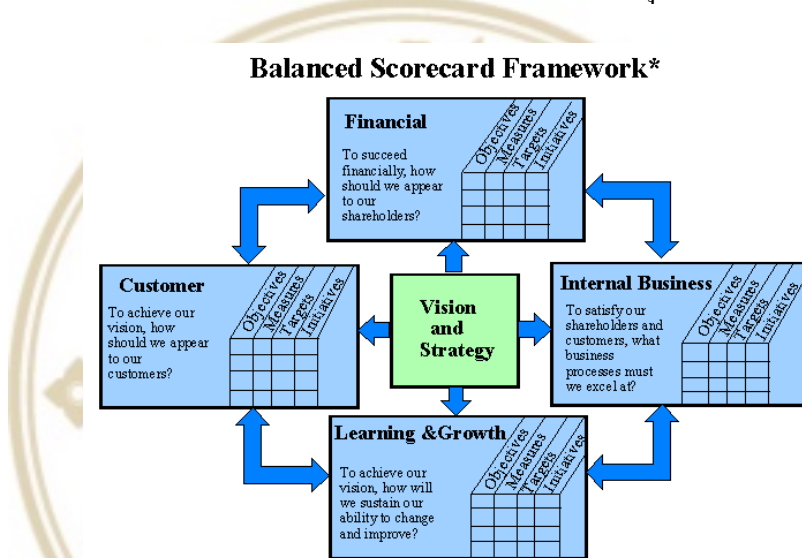 Balanced Scorecard Framework*
Financial
To succeed
financially, how
should we appear
to our
shareholders?
Objectives
Measures
Targets
Initiatives
Customer
To achieve our
vision, how
should we appear
to our
customers?
Objectives
Measures
Targets
Initiatives
Vision
and
Strategy
Internal Business
To satisfy our
shareholders and
customers, what
business
processes must
we excel at?
Objectives
Measures
Targets
Initiatives
Learning &Growth
To achieve our
vision, how will
we sustain our
ability to change
and improve?
Objectives
Measures
Targets
Initiatives